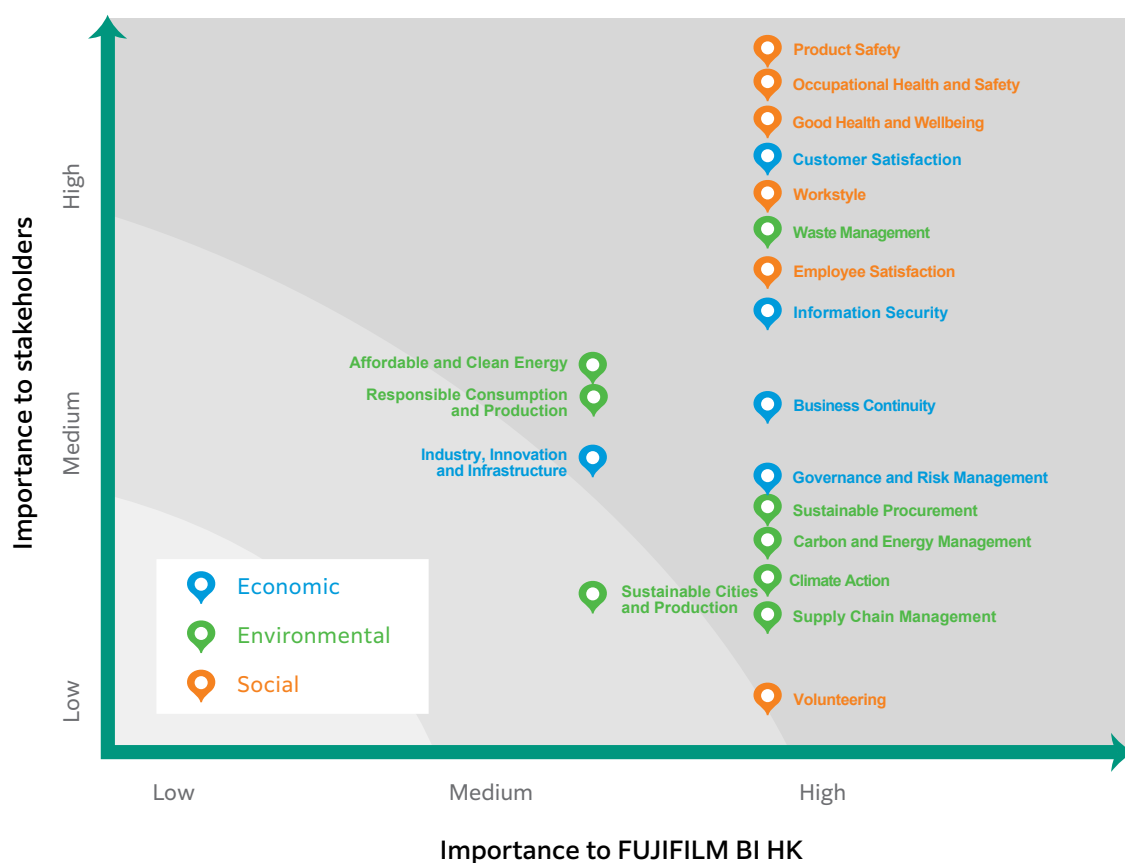 Product Safety
Occupational Health and Safety
Good Health and Wellbeing
Customer Satisfaction
Workstyle
Waste Management
Employee Satisfaction
Information Security
Affordable and Clean Energy
Responsible Consumption
and Production
Business Continuity
Industry, Innovation
and Infrastructure
Governance and Risk Management
Sustainable Procurement
Carbon and Energy Management
Climate Action
Sustainable Cities
and Production
Supply Chain Management
Volunteering
Economic
Environmental
Social
Importance to stakeholders
High
Medium
Low
Low
Medium
High
Importance to FUJIFILM BI HK